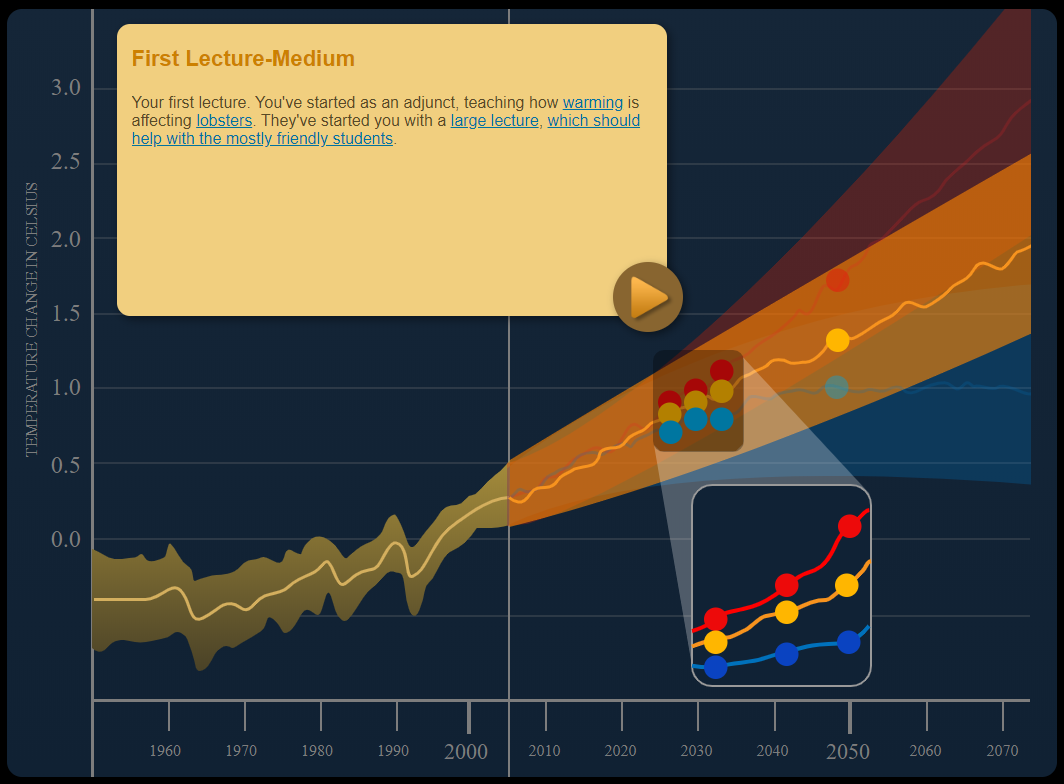 First Lecture-Medium
Your first lecture. You've started as an adjunct, teaching how warming is
affecting lobsters. They've started you with a large lecture, which should
help with the mostly friendly students.
TEMPERATURE CHANGE IN CELSIUS
3.0
2.5
2.0
1.5
1.0
0.5
0.0
1960 1970 1980 1990 2000 2010 2020 2030 2040 2050 2060 2070